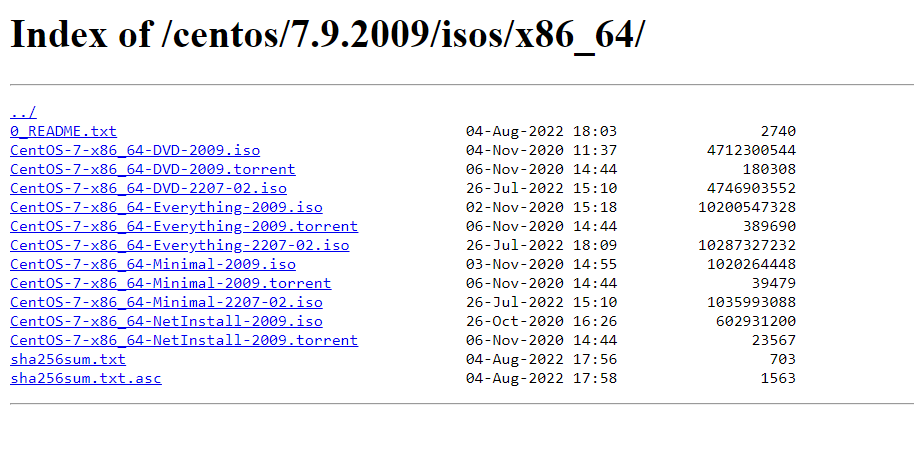 Index of /centos/7.9.2009/isos/x86_64/
../
0_README.txt 04-Aug-2022 18:03 2740
CentOS-7-x86_64-DVD-2009.iso 04-Nov-2020 11:37 4712300544
CentOS-7-x86_64-DVD-2009.torrent 06-Nov-2020 14:44 180308
CentOS-7-x86_64-DVD-2207-02.iso 26-Jul-2022 15:10 4746903552
CentOS-7-x86_64-Everything-2009.iso 02-Nov-2020 15:18 10200547328
CentOS-7-x86_64-Everything-2009.torrent 06-Nov-2020 14:44 389690
CentOS-7-x86_64-Everything-2207-02.iso 26-Jul-2022 18:09 10287327232
CentOS-7-x86_64-Minimal-2009.iso 03-Nov-2020 14:55 1020264448
CentOS-7-x86_64-Minimal-2009.torrent 06-Nov-2020 14:44 39479
CentOS-7-x86_64-Minimal-2207-02.iso 26-Jul-2022 15:10 1035993088
CentOS-7-x86_64-NetInstall-2009.iso 26-Oct-2020 16:26 602931200
CentOS-7-x86_64-NetInstall-2009.torrent 06-Nov-2020 14:44 23567
sha256sum.txt 04-Aug-2022 17:56 703
sha256sum.txt.asc 04-Aug-2022 17:58 1563